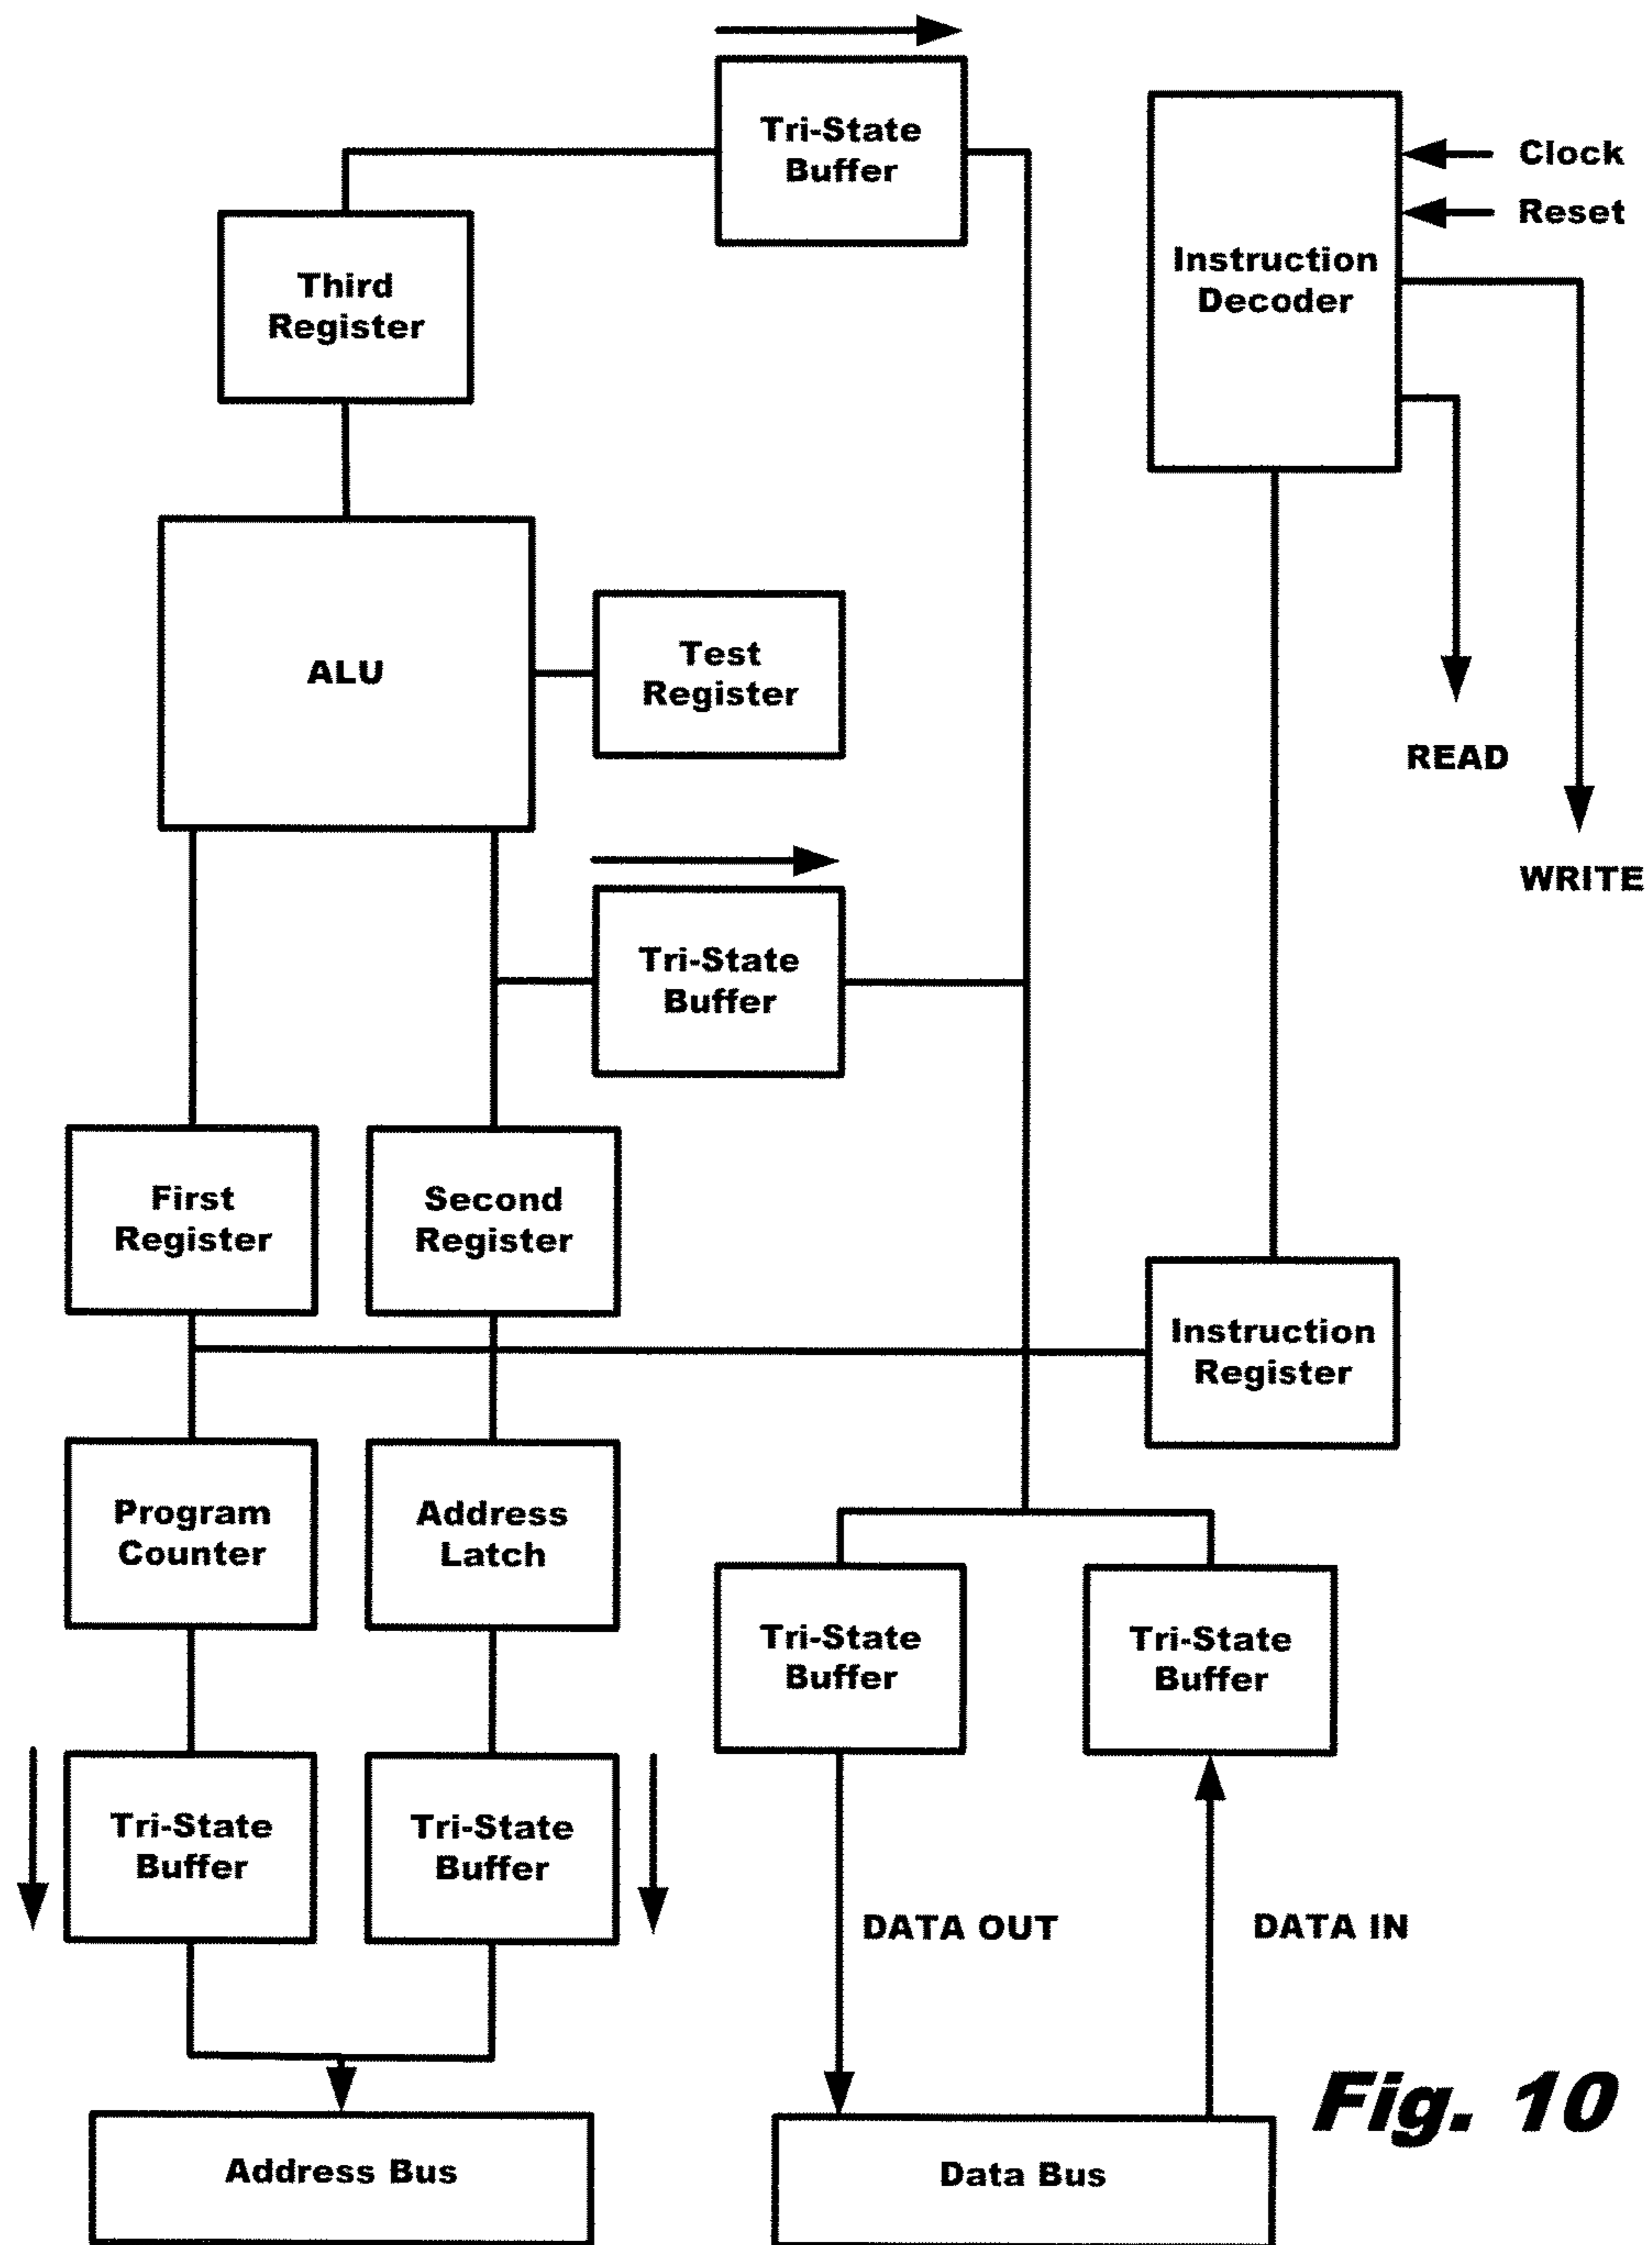 Tri-State
Buffer
Clock
Reset
Instruction
Decoder
Third
Register
ALU
Test
Register
READ
WRITE
Tri-State
Buffer
First
Register
Second
Register
Instruction
Register
Program
Counter
Address
Latch
Tri-State
Buffer
Tri-State
Buffer
Tri-State
Buffer
Tri-State
Buffer
DATA OUT
DATA IN
Fig. 10
Address Bus
Data Bus